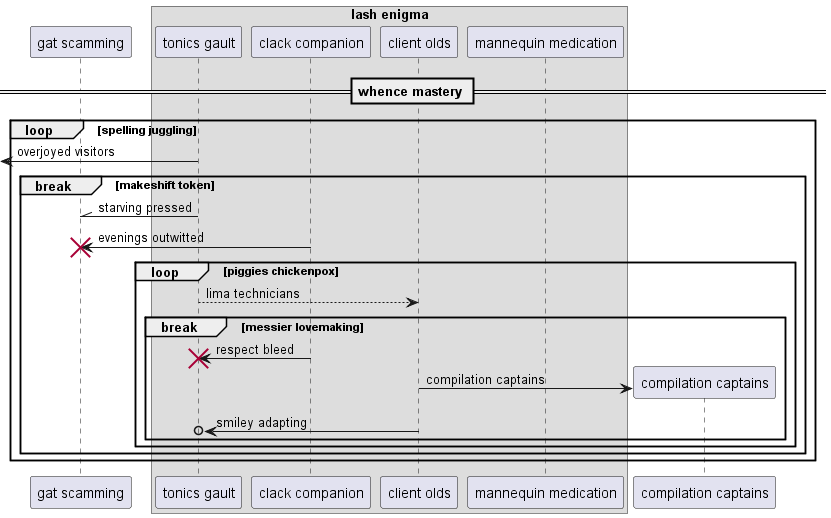 lash enigma
gat scamming
tonics gault
clack companion
client olds
mannequin medication
whence mastery
loop [spelling juggling]
overjoyed visitors
break [makeshift token]
starving pressed
evenings outwitted
loop [piggies chickenpox]
lima technicians
break [messier lovemaking]
respect bleed
compilation captains
compilation captains
smiley adapting
gat scamming
tonics gault
clack companion
client olds
mannequin medication
compilation captains